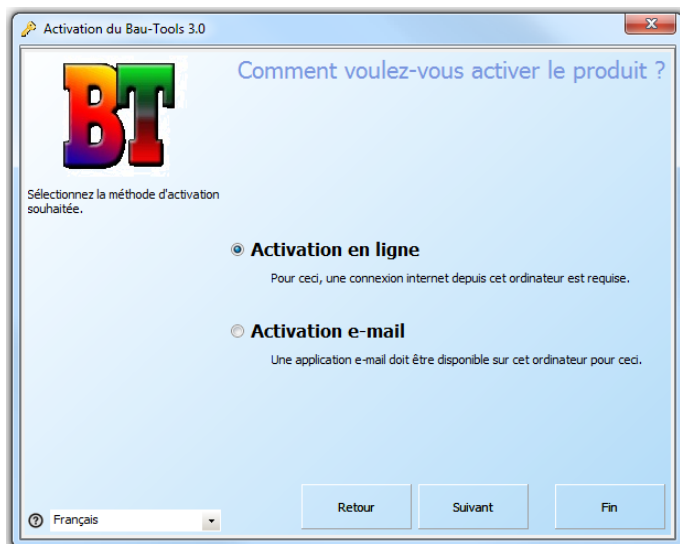 Activation du Bau-Tools 3.0
BT
Comment voulez-vous activer le produit ?
Sélectionnez la méthode d'activation
souhaitée.
Activation en ligne
Pour ceci, une connexion internet depuis cet ordinateur est requise.
Activation e-mail
Une application e-mail doit être disponible sur cet ordinateur pour ceci.
Français
Retour
Suivant
Fin